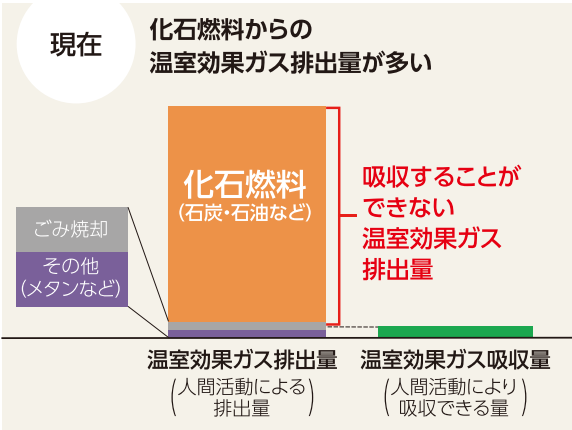 現在
化石燃料からの
温室効果ガス排出量が多い
化石燃料
（石炭・石油など）
吸収することが
できない
温室効果ガス
排出量
ごみ焼却
その他
（メタンなど）
温室効果ガス排出量
（人間活動による
排出量）
温室効果ガス吸収量
（人間活動により
吸収できる量）